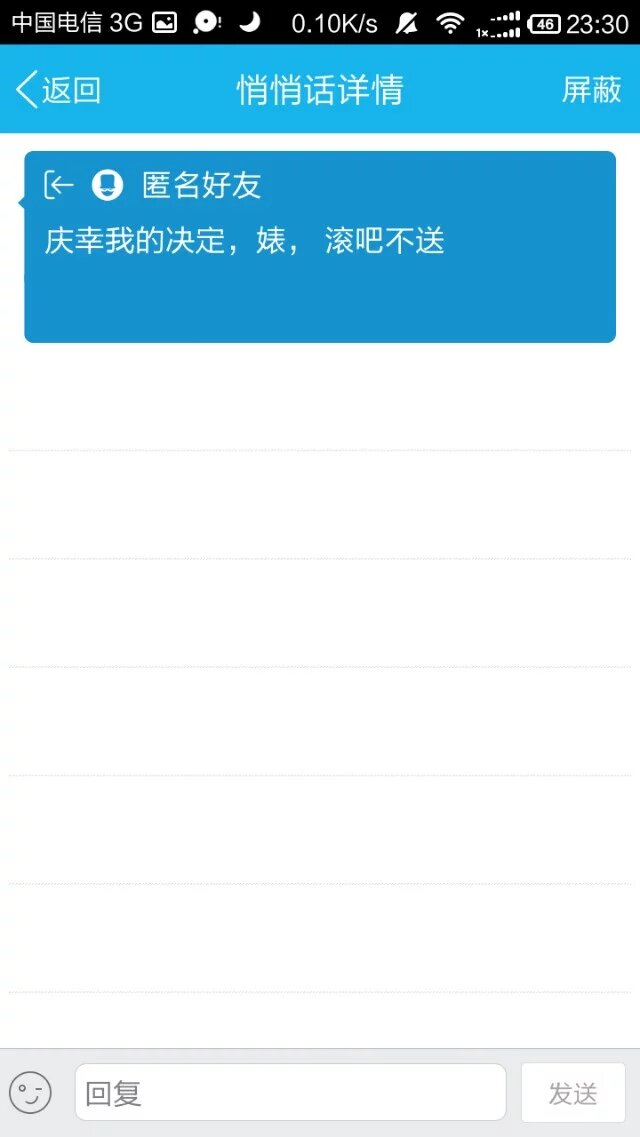 中国电信 3G 0.10K/s 1x 46 23:30
返回 悄悄话详情 屏蔽
匿名好友
庆幸我的决定，婊， 滚吧不送
回复 发送